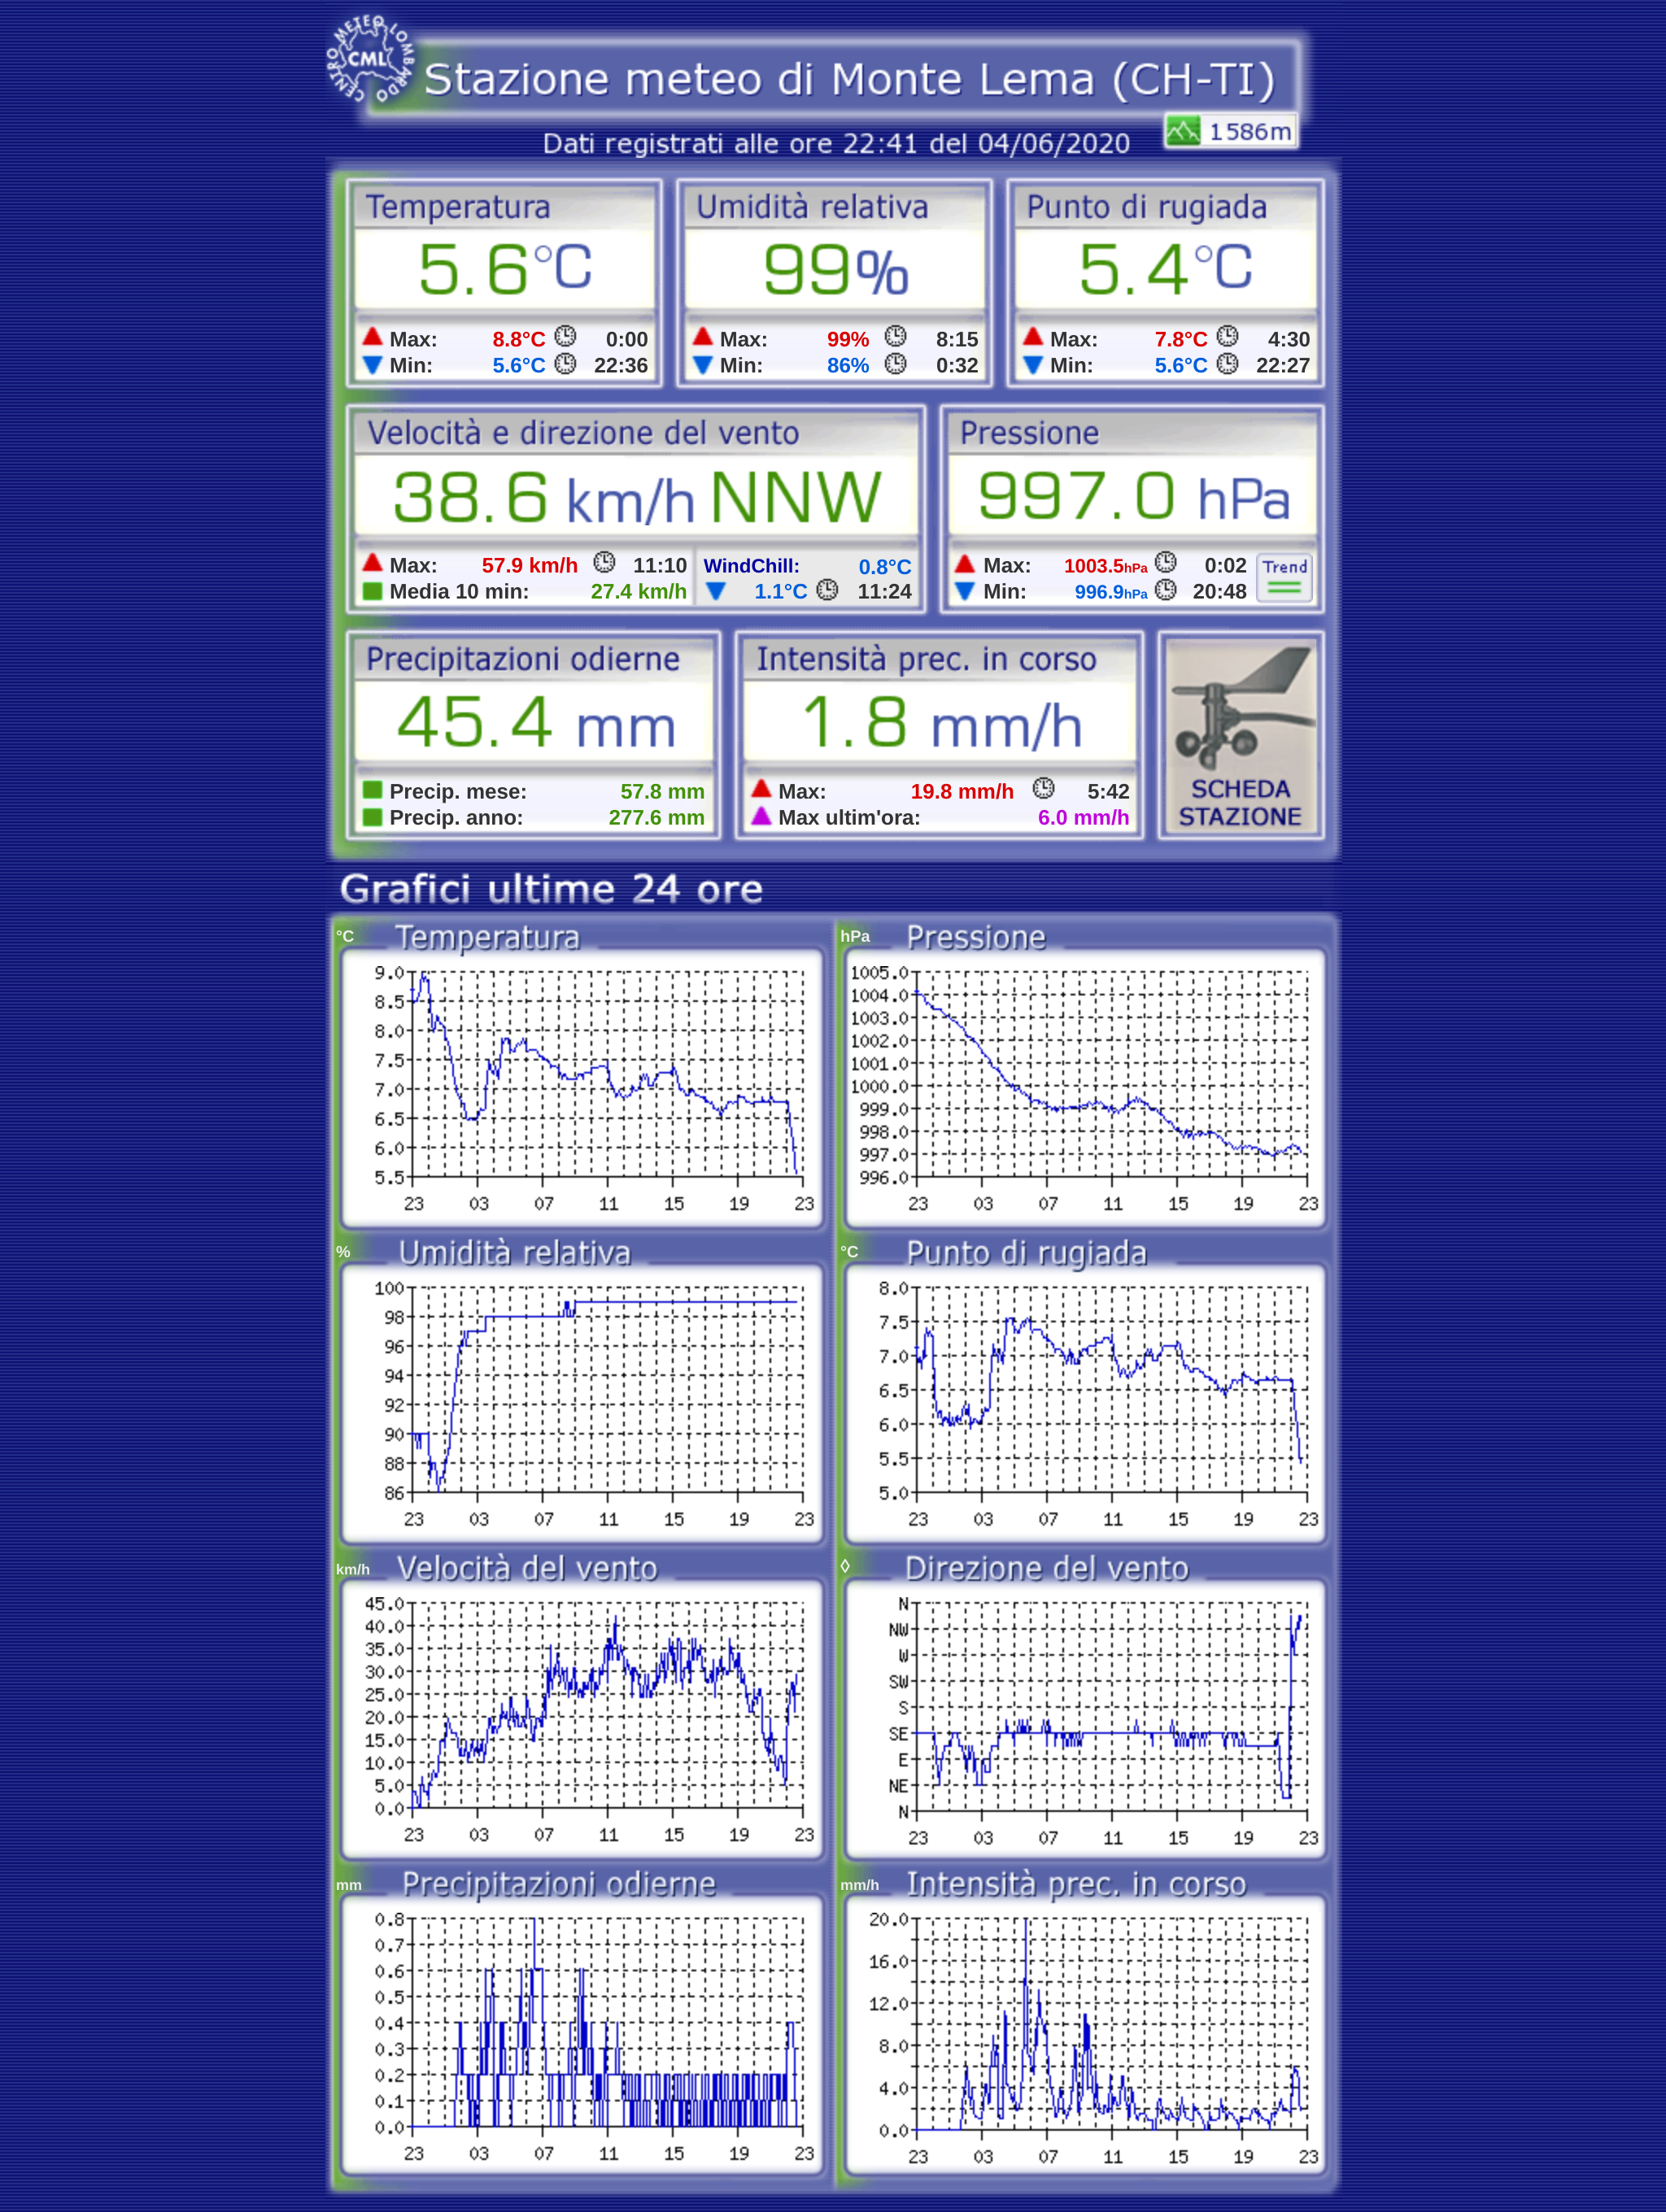 CENTRO METEO LOMBARDO
CML
Stazione meteo di Monte Lema (CH-TI)
Dati registrati alle ore 22:41 del 04/06/2020
1586m
Temperatura
5.6°C
Max: 8.8°C 0:00
Min: 5.6°C 22:36
Umidità relativa
99%
Max: 99% 8:15
Min: 86% 0:32
Punto di rugiada
5.4°C
Max: 7.8°C 4:30
Min: 5.6°C 22:27
Velocità e direzione del vento
38.6 km/h NNW
Max: 57.9 km/h 11:10
Media 10 min: 27.4 km/h
WindChill: 0.8°C
1.1°C 11:24
Pressione
997.0 hPa
Max: 1003.5hPa 0:02
Min: 996.9hPa 20:48
Trend
Precipitazioni odierne
45.4 mm
Precip. mese: 57.8 mm
Precip. anno: 277.6 mm
Intensità prec. in corso
1.8 mm/h
Max: 19.8 mm/h 5:42
Max ultim'ora: 6.0 mm/h
SCHEDA
STAZIONE
Grafici ultime 24 ore
°C Temperatura
9.0
8.5
8.0
7.5
7.0
6.5
6.0
5.5
23 03 07 11 15 19 23
hPa Pressione
1005.0
1004.0
1003.0
1002.0
1001.0
1000.0
999.0
998.0
997.0
996.0
23 03 07 11 15 19 23
% Umidità relativa
100
98
96
94
92
90
88
86
23 03 07 11 15 19 23
°C Punto di rugiada
8.0
7.5
7.0
6.5
6.0
5.5
5.0
23 03 07 11 15 19 23
km/h Velocità del vento
45.0
40.0
35.0
30.0
25.0
20.0
15.0
10.0
5.0
0.0
23 03 07 11 15 19 23
◊ Direzione del vento
N
NW
W
SW
S
SE
E
NE
N
23 03 07 11 15 19 23
mm Precipitazioni odierne
0.8
0.7
0.6
0.5
0.4
0.3
0.2
0.1
0.0
23 03 07 11 15 19 23
mm/h Intensità prec. in corso
20.0
16.0
12.0
8.0
4.0
0.0
23 03 07 11 15 19 23